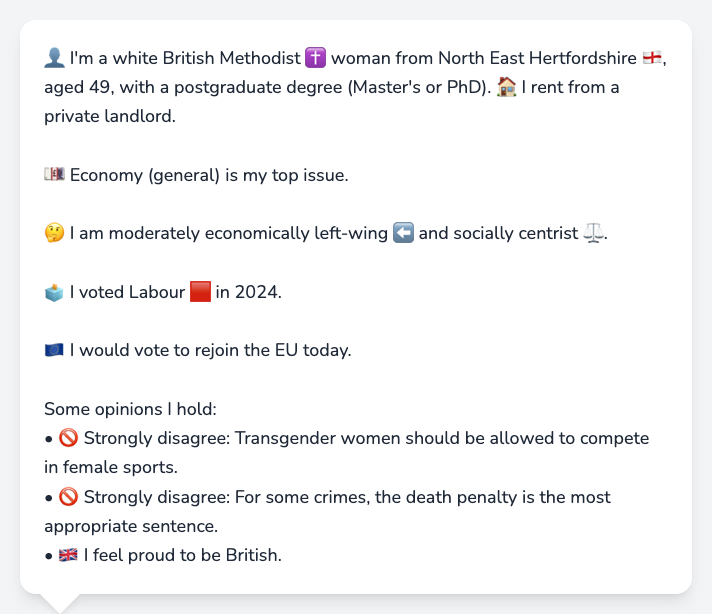 👤 I'm a white British Methodist ✝️ woman from North East Hertfordshire 🏴󠁧󠁢󠁥󠁮󠁧󠁿,
aged 49, with a postgraduate degree (Master's or PhD). 🏠 I rent from a
private landlord.
💷 Economy (general) is my top issue.
🤔 I am moderately economically left-wing ⬅️ and socially centrist ⚖️.
🗳️ I voted Labour 🟥 in 2024.
🇪🇺 I would vote to rejoin the EU today.
Some opinions I hold:
• 🚫 Strongly disagree: Transgender women should be allowed to compete
in female sports.
• 🚫 Strongly disagree: For some crimes, the death penalty is the most
appropriate sentence.
• 🇬🇧 I feel proud to be British.